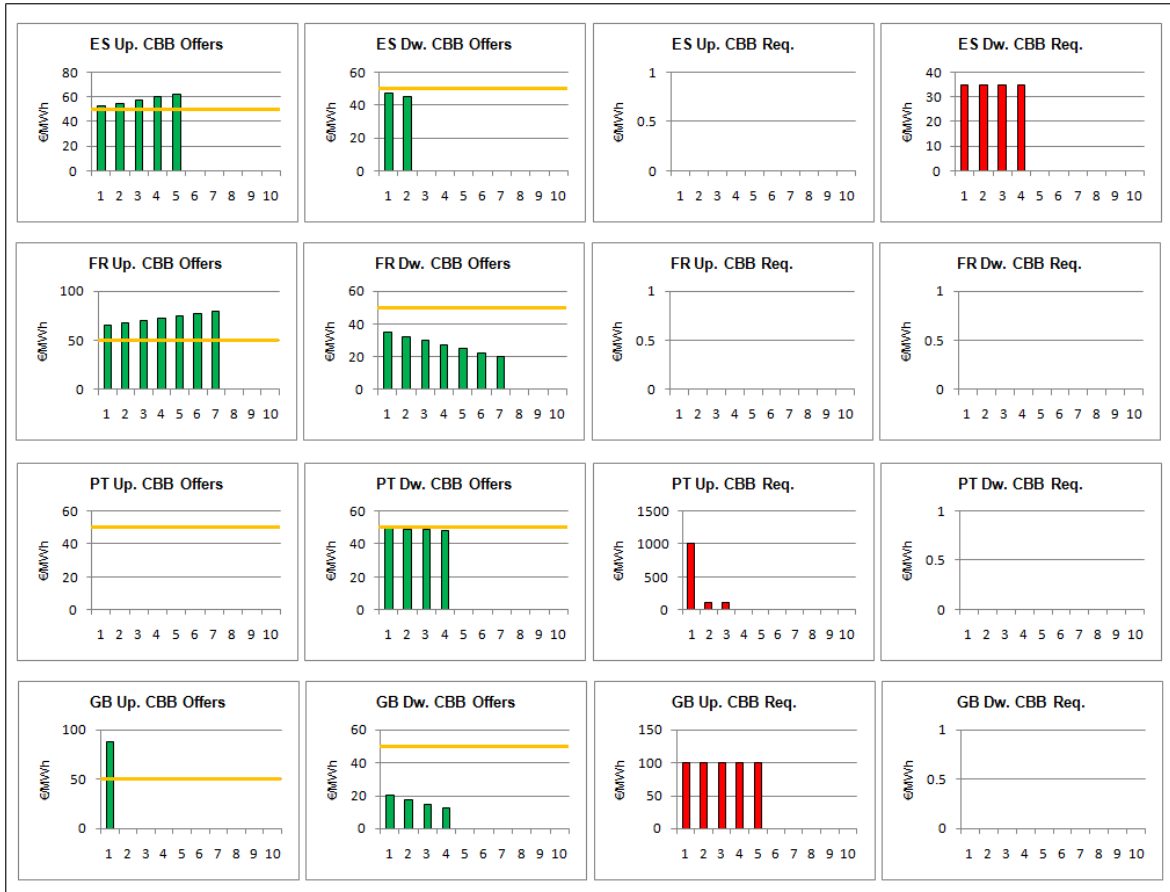 ES Up. CBB Offers
€/MWh
80
60
40
20
0
1 2 3 4 5 6 7 8 9 10
ES Dw. CBB Offers
€/MWh
60
40
20
0
1 2 3 4 5 6 7 8 9 10
ES Up. CBB Req.
€/MWh
1
0.5
0
1 2 3 4 5 6 7 8 9 10
ES Dw. CBB Req.
€/MWh
40
30
20
10
0
1 2 3 4 5 6 7 8 9 10
FR Up. CBB Offers
€/MWh
100
50
0
1 2 3 4 5 6 7 8 9 10
FR Dw. CBB Offers
€/MWh
60
40
20
0
1 2 3 4 5 6 7 8 9 10
FR Up. CBB Req.
€/MWh
1
0.5
0
1 2 3 4 5 6 7 8 9 10
FR Dw. CBB Req.
€/MWh
1
0.5
0
1 2 3 4 5 6 7 8 9 10
PT Up. CBB Offers
€/MWh
60
40
20
0
1 2 3 4 5 6 7 8 9 10
PT Dw. CBB Offers
€/MWh
60
40
20
0
1 2 3 4 5 6 7 8 9 10
PT Up. CBB Req.
€/MWh
1500
1000
500
0
1 2 3 4 5 6 7 8 9 10
PT Dw. CBB Req.
€/MWh
1
0.5
0
1 2 3 4 5 6 7 8 9 10
GB Up. CBB Offers
€/MWh
100
50
0
1 2 3 4 5 6 7 8 9 10
GB Dw. CBB Offers
€/MWh
60
40
20
0
1 2 3 4 5 6 7 8 9 10
GB Up. CBB Req.
€/MWh
150
100
50
0
1 2 3 4 5 6 7 8 9 10
GB Dw. CBB Req.
€/MWh
1
0.5
0
1 2 3 4 5 6 7 8 9 10